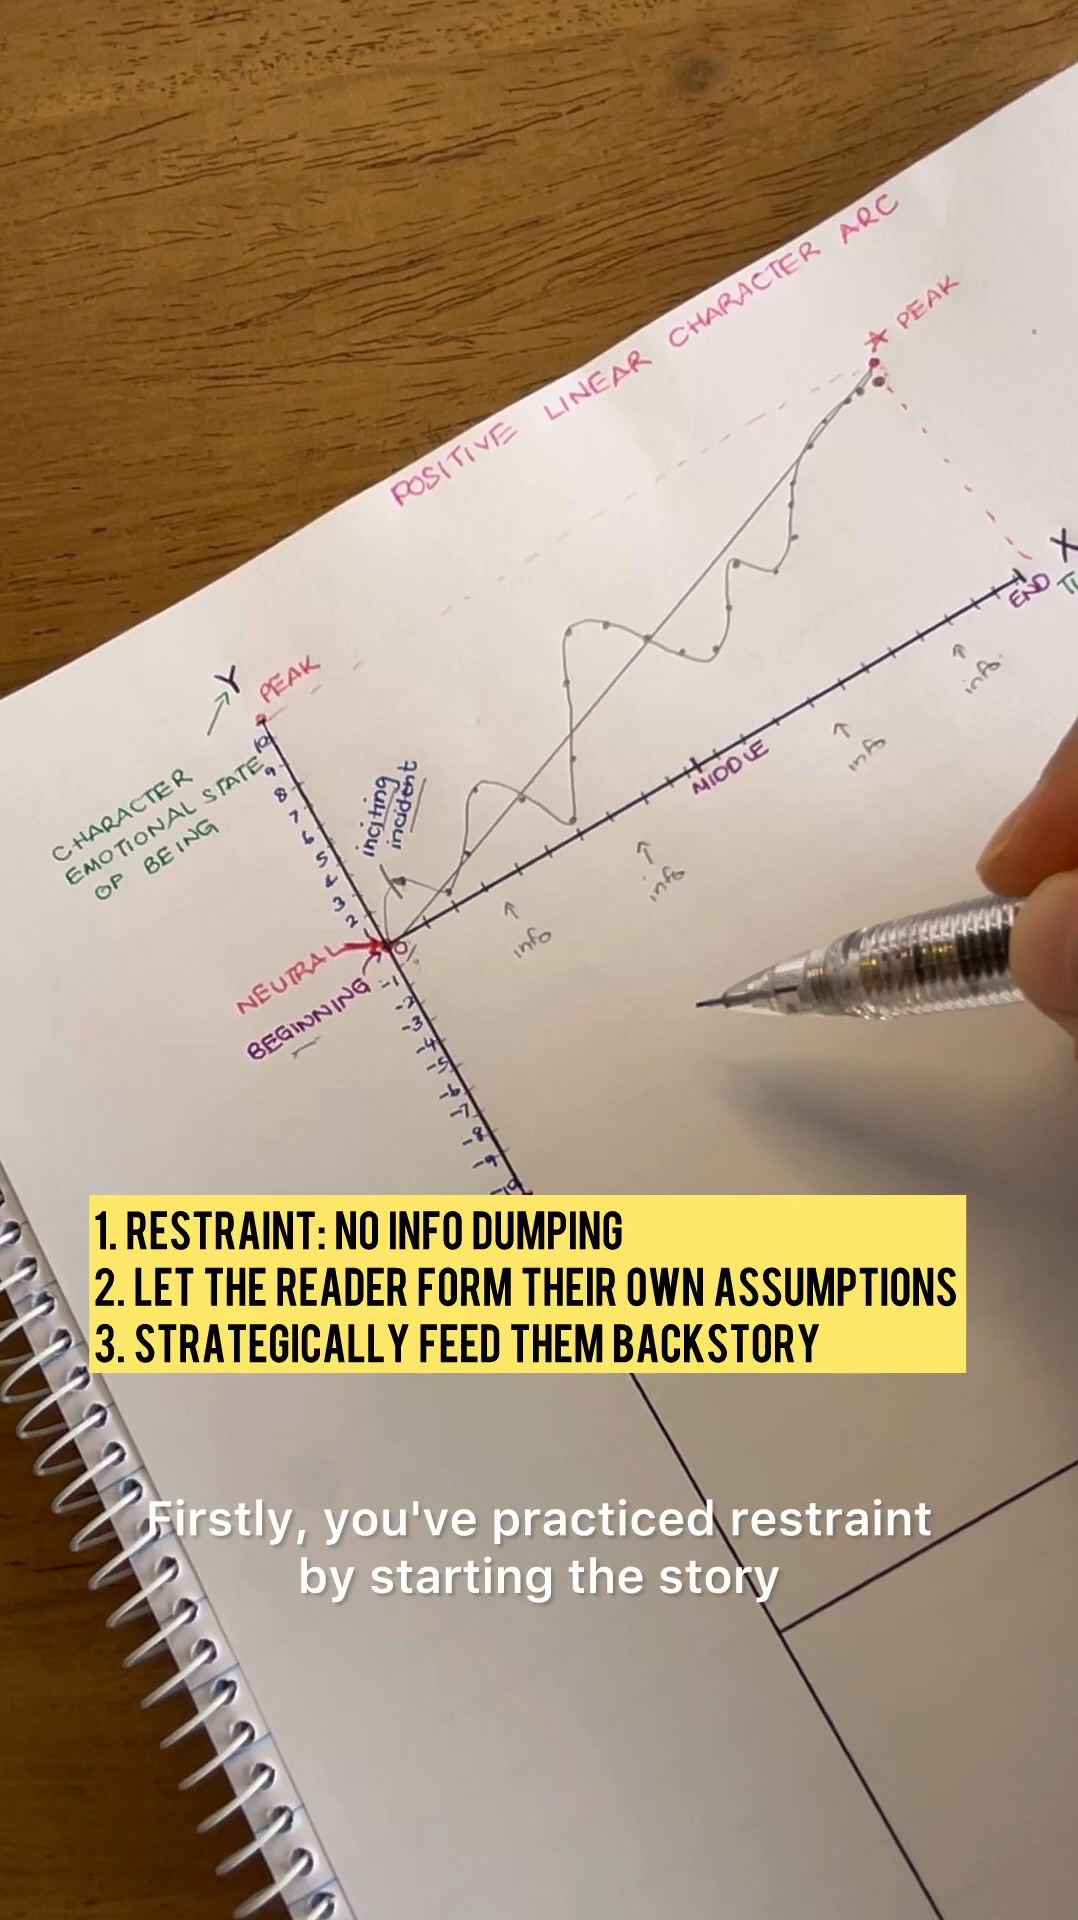 POSITIVE LINEAR CHARACTER ARC
PEAK
X
END
Y
PEAK
CHARACTER
EMOTIONAL STATE
OF BEING
10
9
8
7
6
5
4
3
2
inciting
incident
MIDDLE
info
info
info
info
NEUTRAL
0
BEGINNING
-1
-2
-3
-4
-5
-6
-7
-8
-9
1. RESTRAINT: NO INFO DUMPING
2. LET THE READER FORM THEIR OWN ASSUMPTIONS
3. STRATEGICALLY FEED THEM BACKSTORY
Firstly, you've practiced restraint
by starting the story